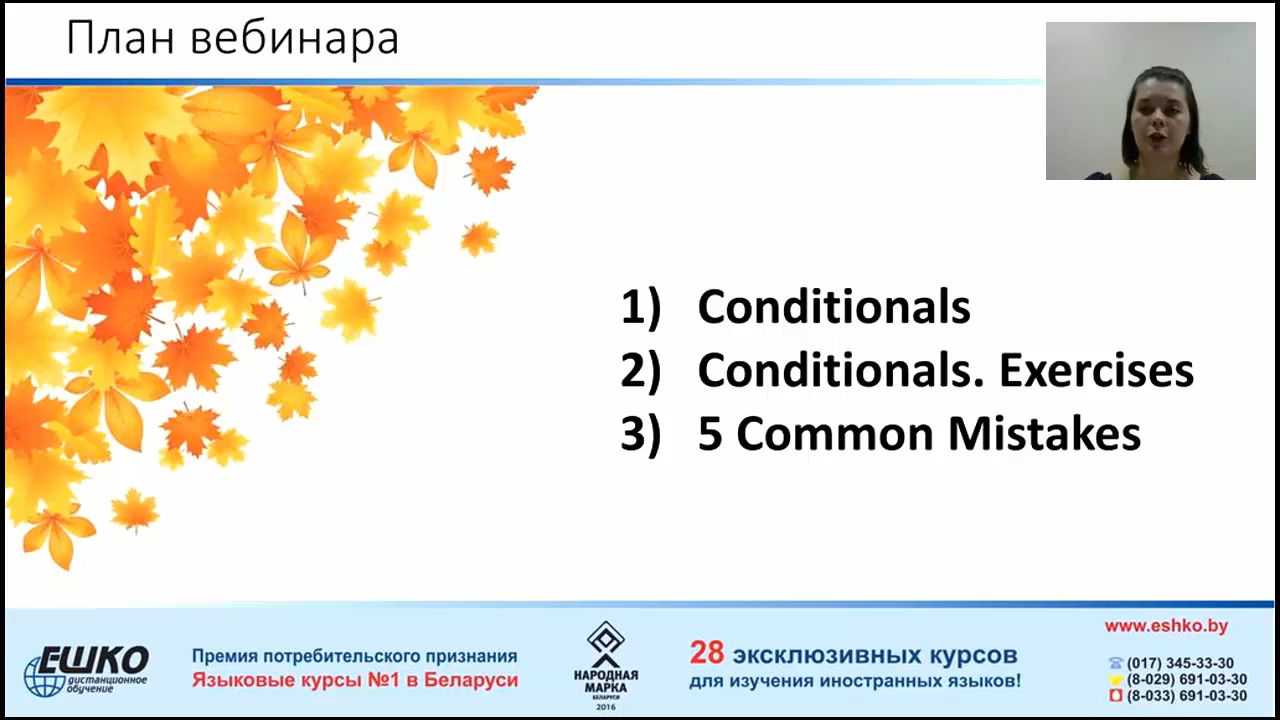 План вебинара
1) Conditionals
2) Conditionals. Exercises
3) 5 Common Mistakes
ЕШКО
дистанционное
обучение
Премия потребительского признания
Языковые курсы №1 в Беларуси
НАРОДНАЯ
МАРКА
БЕЛАРУСИ
2016
28 эксклюзивных курсов
для изучения иностранных языков!
www.eshko.by
(017) 345-33-30
(8-029) 691-03-30
(8-033) 691-03-30